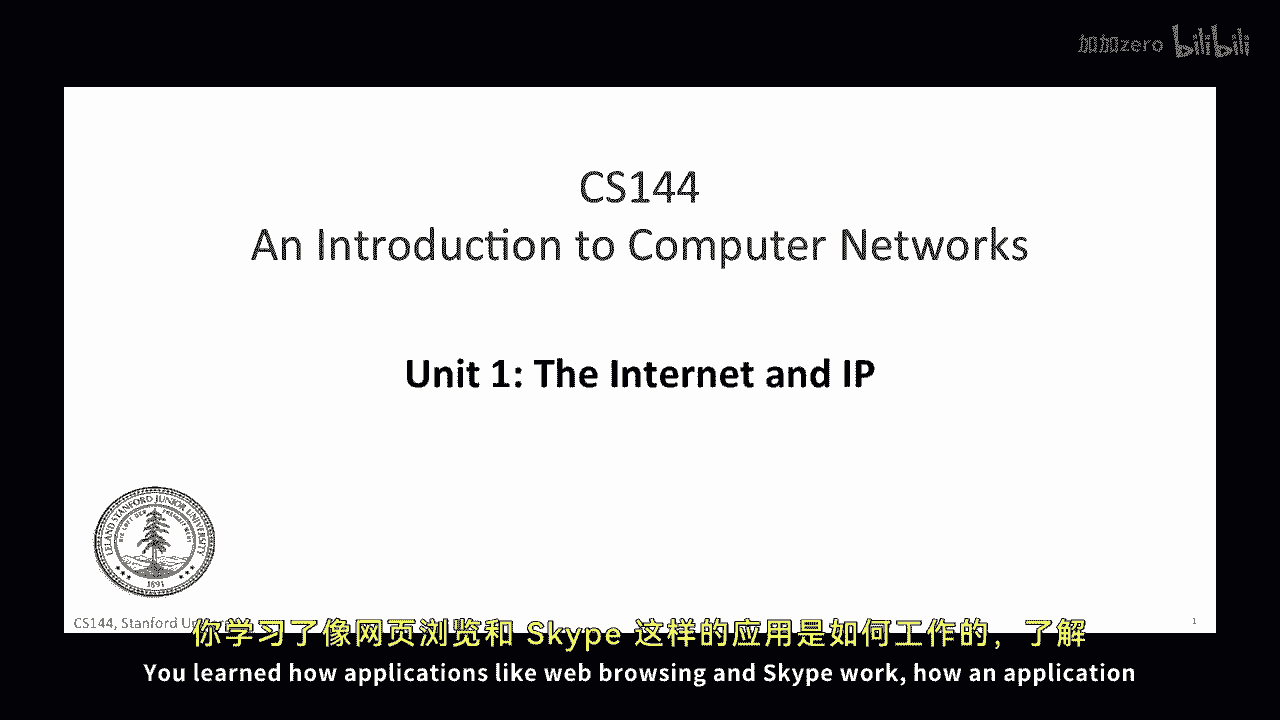 加加zero bilibili
CS144
An Introduction to Computer Networks
Unit 1: The Internet and IP
LELAND STANFORD JUNIOR UNIVERSITY
1891
CS144, Stanford Un
1
你学习了像网页浏览和 Skype 这样的应用是如何工作的，了解
You learned how applications like web browsing and Skype work, how an application